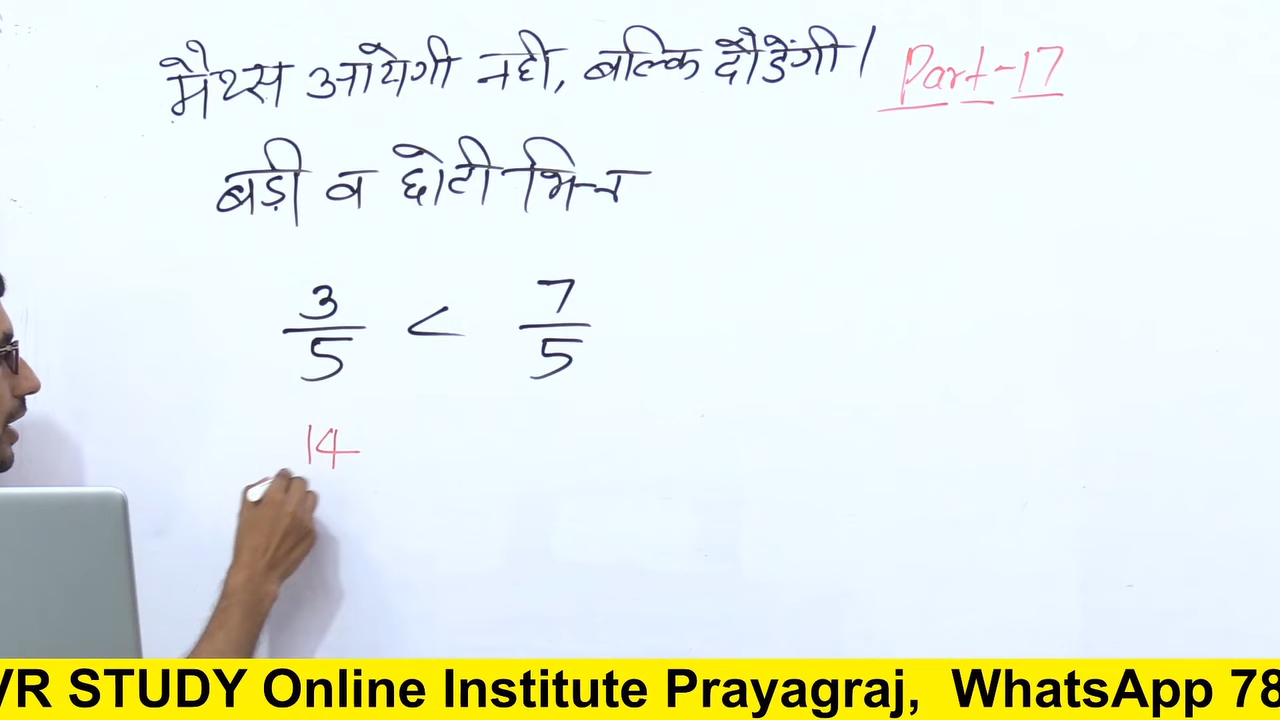 मैथ्स आयेगी नही, बल्कि दौडेंगी। Part-17
बड़ी व छोटी भिन्न
3/5 < 7/5
14
VR STUDY Online Institute Prayagraj, WhatsApp 78